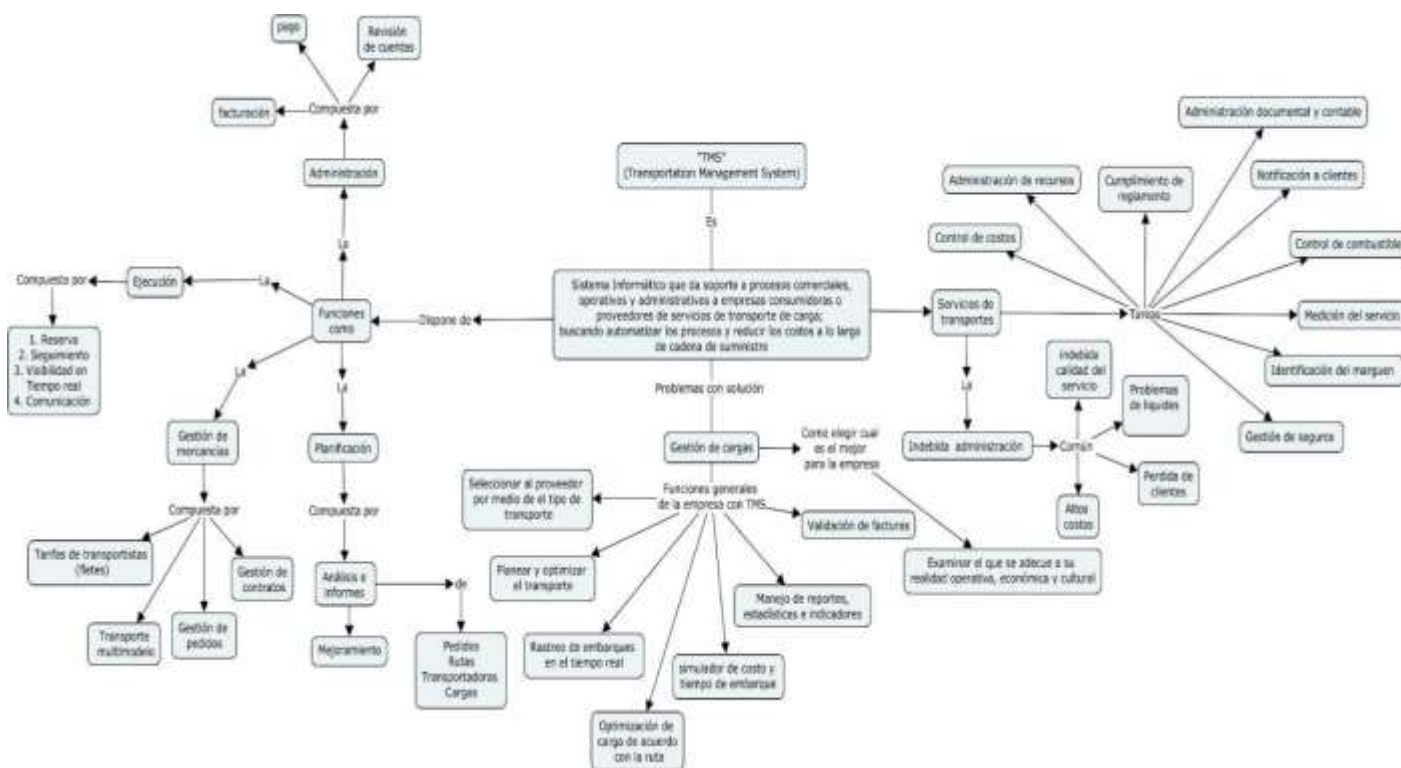 pago
Revisión
de cuentas
facturación
Compuesta por
Administración
La
"TMS"
(Transportation Management System)
Es
Sistema Informático que da soporte a procesos comerciales,
operativos y administrativos a empresas consumidoras o
proveedores de servicios de transporte de carga;
buscando automatizar los procesos y reducir los costos a lo largo
de cadena de suministro
Dispone de
Funciones
como
La
Ejecución
Compuesta por
1. Reserva
2. Seguimiento
3. Visibilidad en
Tiempo real
4. Comunicación
La
Gestión de
mercancías
Compuesta por
Tarifas de transportistas
(fletes)
Transporte
multimodelo
Gestión de
pedidos
Gestión de
contratos
La
Planificación
Compuesta por
Análisis e
informes
Mejoramiento
de
Pedidos
Rutas
Transportadoras
Cargas
Problemas con solución
Gestión de cargas
Como elegir cual
es el mejor
para la empresa
Examinar el que se adecue a su
realidad operativa, económica y cultural
Funciones generales
de la empresa con TMS
Seleccionar al proveedor
por medio de el tipo de
transporte
Planear y optimizar
el transporte
Rastreo de embarques
en el tiempo real
Optimización de
carga de acuerdo
con la ruta
simulador de costo y
tiempo de embarque
Manejo de reportes,
estadísticas e indicadores
Validación de facturas
Servicios de
transportes
Tareas
Control de costos
Administración de recursos
Cumplimiento de
reglamento
Administración documental y contable
Notificación a clientes
Control de combustible
Medición del servicio
Identificación del marguen
Gestión de seguros
La
Indebida administración
Común
Indebida
calidad del
servicio
Problemas
de liquides
Perdida de
clientes
Altos
costos